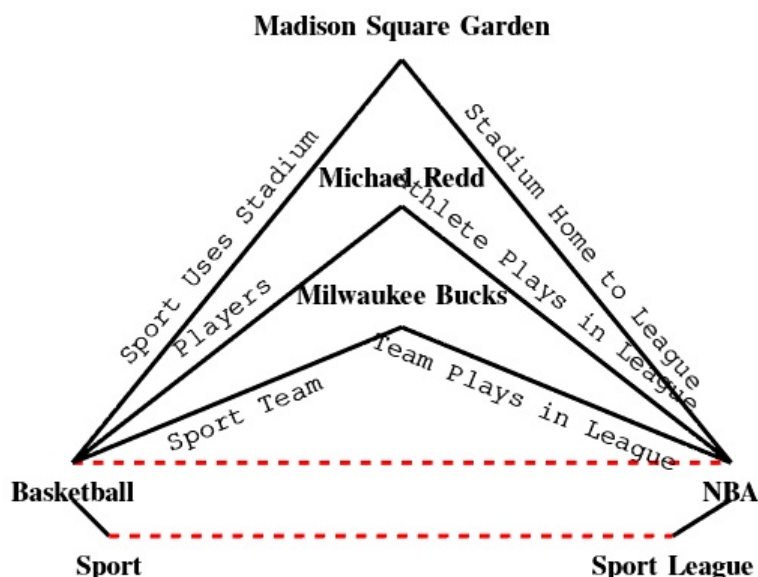 Madison Square Garden
Sport Uses Stadium
Stadium Home to League
Michael Redd
Players
Athlete Plays in League
Milwaukee Bucks
Sport Team
Team Plays in League
Basketball
NBA
Sport
Sport League